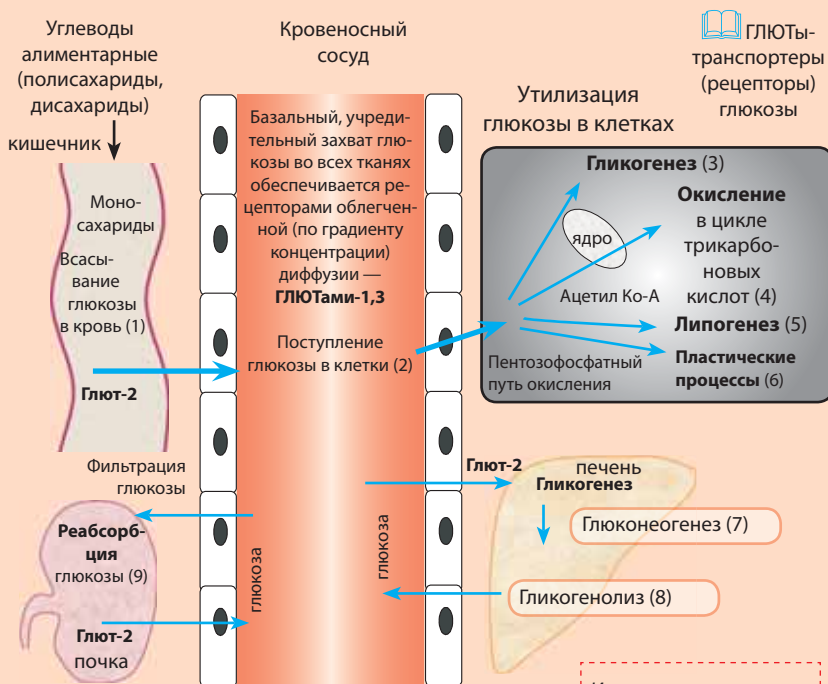 Углеводы
алиментарные
(полисахариды,
дисахариды)
кишечник
Моно-
сахариды
Всасы-
вание
глюкозы
в кровь (1)
Глют-2
Кровеносный
сосуд
Базальный, учреди-
тельный захват глю-
козы во всех тканях
обеспечивается ре-
цепторами облегчен-
ной (по градиенту
концентрации)
диффузии —
ГЛЮТами-1,3
Поступление
глюкозы в клетки (2)
ГЛЮТы-
транспортеры
(рецепторы)
глюкозы
Утилизация
глюкозы в клетках
Гликогенез (3)
ядро
Окисление
в цикле
трикарбо-
новых
кислот (4)
Ацетил Ко-А
Липогенез (5)
Пентозофосфатный
путь окисления
Пластические
процессы (6)
Фильтрация
глюкозы
Реабсорб-
ция
глюкозы (9)
Глют-2
почка
глюкоза
глюкоза
Глют-2
печень
Гликогенез
Глюконеогенез (7)
Гликогенолиз (8)